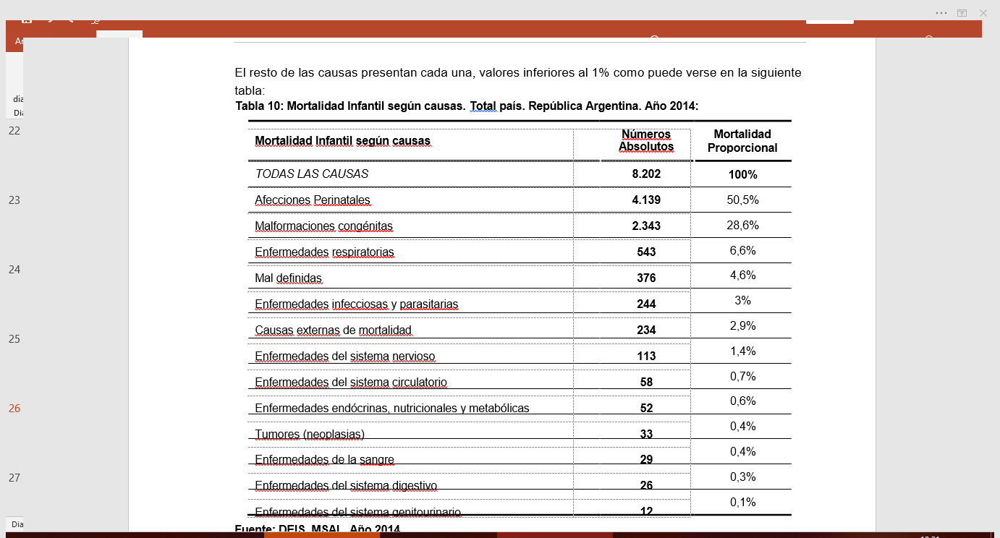 El resto de las causas presentan cada una, valores inferiores al 1% como puede verse en la siguiente
tabla:
Tabla 10: Mortalidad Infantil según causas. Total país. República Argentina. Año 2014:
Mortalidad Infantil según causas Números Absolutos Mortalidad Proporcional
TODAS LAS CAUSAS 8.202 100%
Afecciones Perinatales 4.139 50,5%
Malformaciones congénitas 2.343 28,6%
Enfermedades respiratorias 543 6,6%
Mal definidas 376 4,6%
Enfermedades infecciosas y parasitarias 244 3%
Causas externas de mortalidad 234 2,9%
Enfermedades del sistema nervioso 113 1,4%
Enfermedades del sistema circulatorio 58 0,7%
Enfermedades endócrinas, nutricionales y metabólicas 52 0,6%
Tumores (neoplasias) 33 0,4%
Enfermedades de la sangre 29 0,4%
Enfermedades del sistema digestivo 26 0,3%
Enfermedades del sistema genitourinario 12 0,1%
Fuente: DEIS. MSAL. Año 2014
22
23
24
25
26
27
Dia